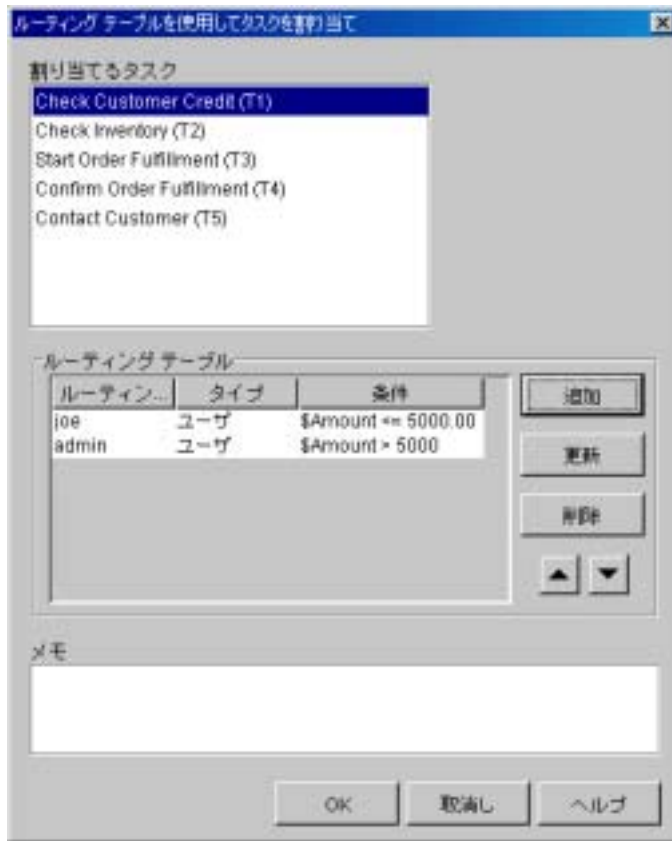 ルーティング テーブルを使用してタスクを割り当て
割り当てるタスク
Check Customer Credit (T1)
Check Inventory (T2)
Start Order Fulfillment (T3)
Confirm Order Fulfillment (T4)
Contact Customer (T5)
ルーティング テーブル
ルーティン... タイプ 条件
joe ユーザ $Amount <= 5000.00
admin ユーザ $Amount > 5000
追加
更新
削除
メモ
OK 取消し ヘルプ